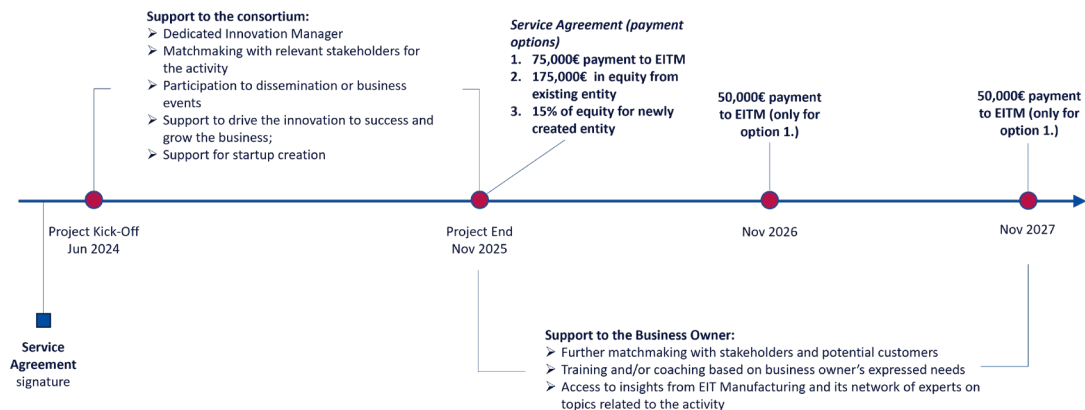 Support to the consortium:
➢ Dedicated Innovation Manager
➢ Matchmaking with relevant stakeholders for
the activity
➢ Participation to dissemination or business
events
➢ Support to drive the innovation to success and
grow the business;
➢ Support for startup creation
Service Agreement (payment
options)
1. 75,000€ payment to EITM
2. 175,000€ in equity from
existing entity
3. 15% of equity for newly
created entity
50,000€ payment
to EITM (only for
option 1.)
50,000€ payment
to EITM (only for
option 1.)
Project Kick-Off
Jun 2024
Project End
Nov 2025
Nov 2026
Nov 2027
Service
Agreement
signature
Support to the Business Owner:
➢ Further matchmaking with stakeholders and potential customers
➢ Training and/or coaching based on business owner's expressed needs
➢ Access to insights from EIT Manufacturing and its network of experts on
topics related to the activity